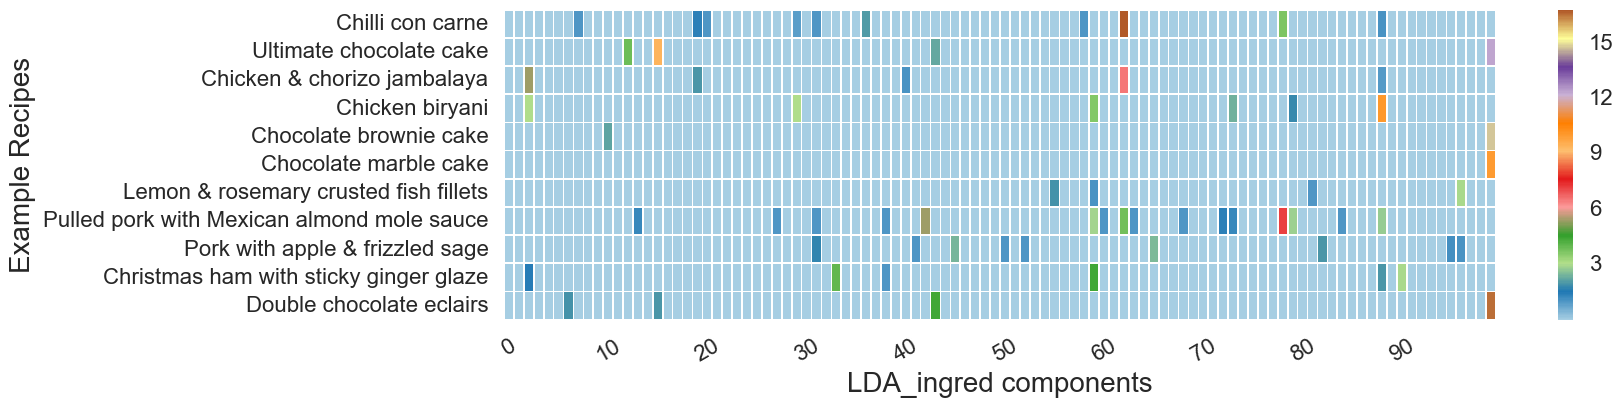 Example Recipes
Chilli con carne
Ultimate chocolate cake
Chicken & chorizo jambalaya
Chicken biryani
Chocolate brownie cake
Chocolate marble cake
Lemon & rosemary crusted fish fillets
Pulled pork with Mexican almond mole sauce
Pork with apple & frizzled sage
Christmas ham with sticky ginger glaze
Double chocolate eclairs
0 10 20 30 40 50 60 70 80 90
LDA_ingred components
15
12
9
6
3